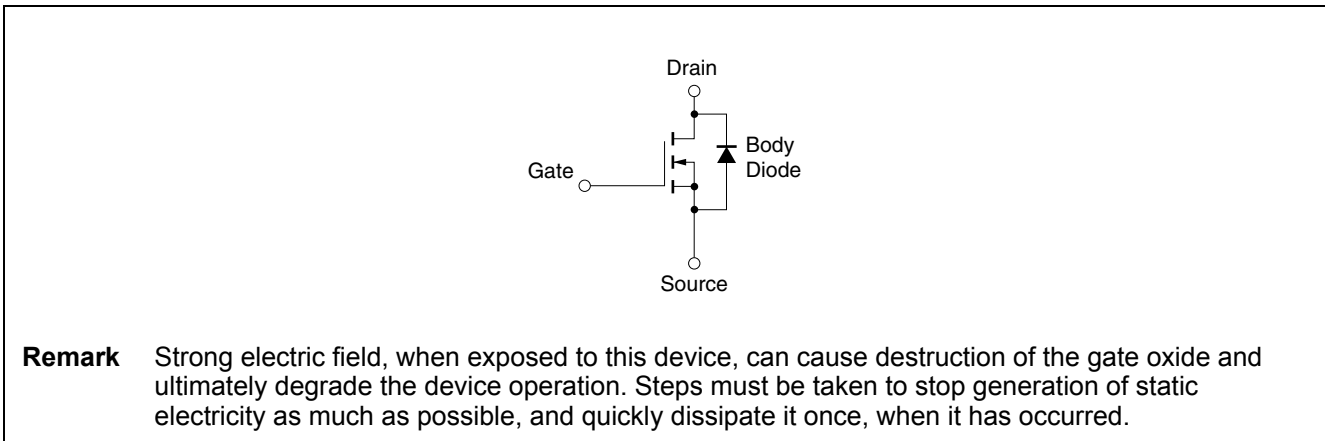 Drain
Body
Diode
Gate
Source
Remark Strong electric field, when exposed to this device, can cause destruction of the gate oxide and
ultimately degrade the device operation. Steps must be taken to stop generation of static
electricity as much as possible, and quickly dissipate it once, when it has occurred.